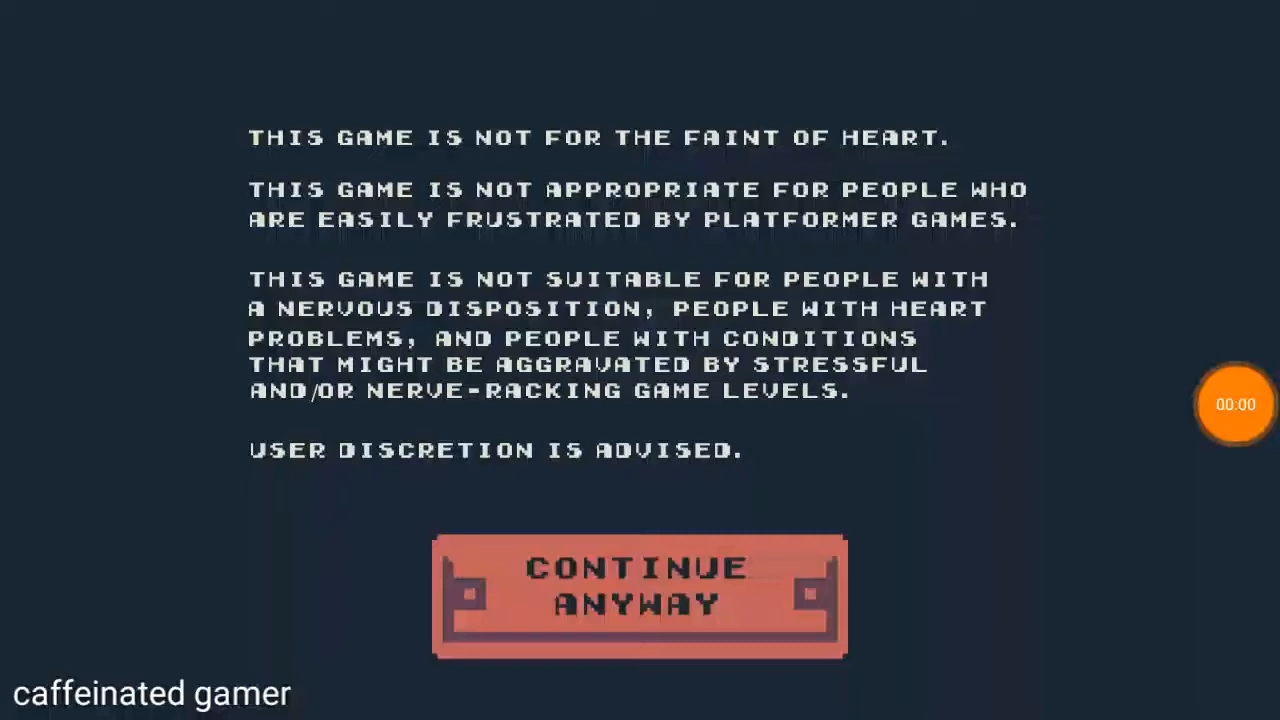 THIS GAME IS NOT FOR THE FAINT OF HEART.
THIS GAME IS NOT APPROPRIATE FOR PEOPLE WHO
ARE EASILY FRUSTRATED BY PLATFORMER GAMES.
THIS GAME IS NOT SUITABLE FOR PEOPLE WITH
A NERVOUS DISPOSITION, PEOPLE WITH HEART
PROBLEMS, AND PEOPLE WITH CONDITIONS
THAT MIGHT BE AGGRAVATED BY STRESSFUL
AND/OR NERVE-RACKING GAME LEVELS.
00:00
USER DISCRETION IS ADVISED.
CONTINUE
ANYWAY
caffeinated gamer